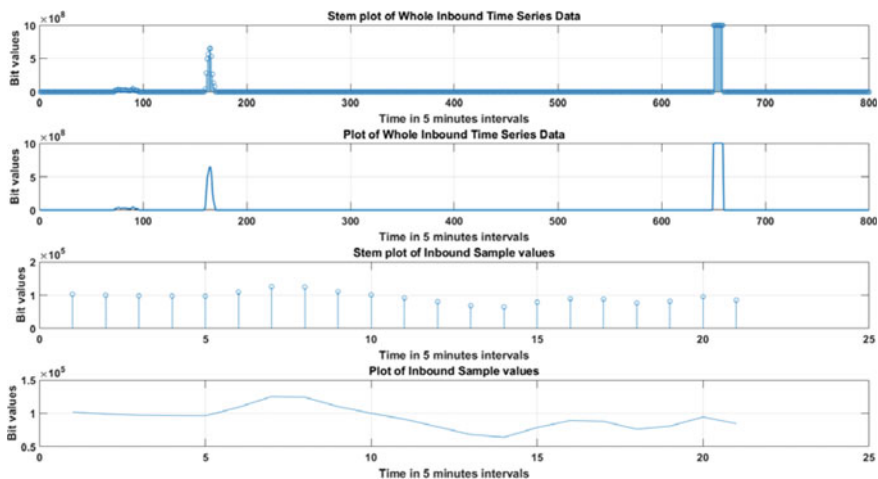 Stem plot of Whole Inbound Time Series Data
×10⁸
10
5
0
Bit values
0 100 200 300 400 500 600 700 800
Time in 5 minutes intervals
Plot of Whole Inbound Time Series Data
×10⁸
10
5
0
Bit values
0 100 200 300 400 500 600 700 800
Time in 5 minutes intervals
Stem plot of Inbound Sample values
×10⁵
2
1
0
Bit values
0 5 10 15 20 25
Time in 5 minutes intervals
Plot of Inbound Sample values
×10⁵
1.5
1
0.5
Bit values
0 5 10 15 20 25
Time in 5 minutes intervals